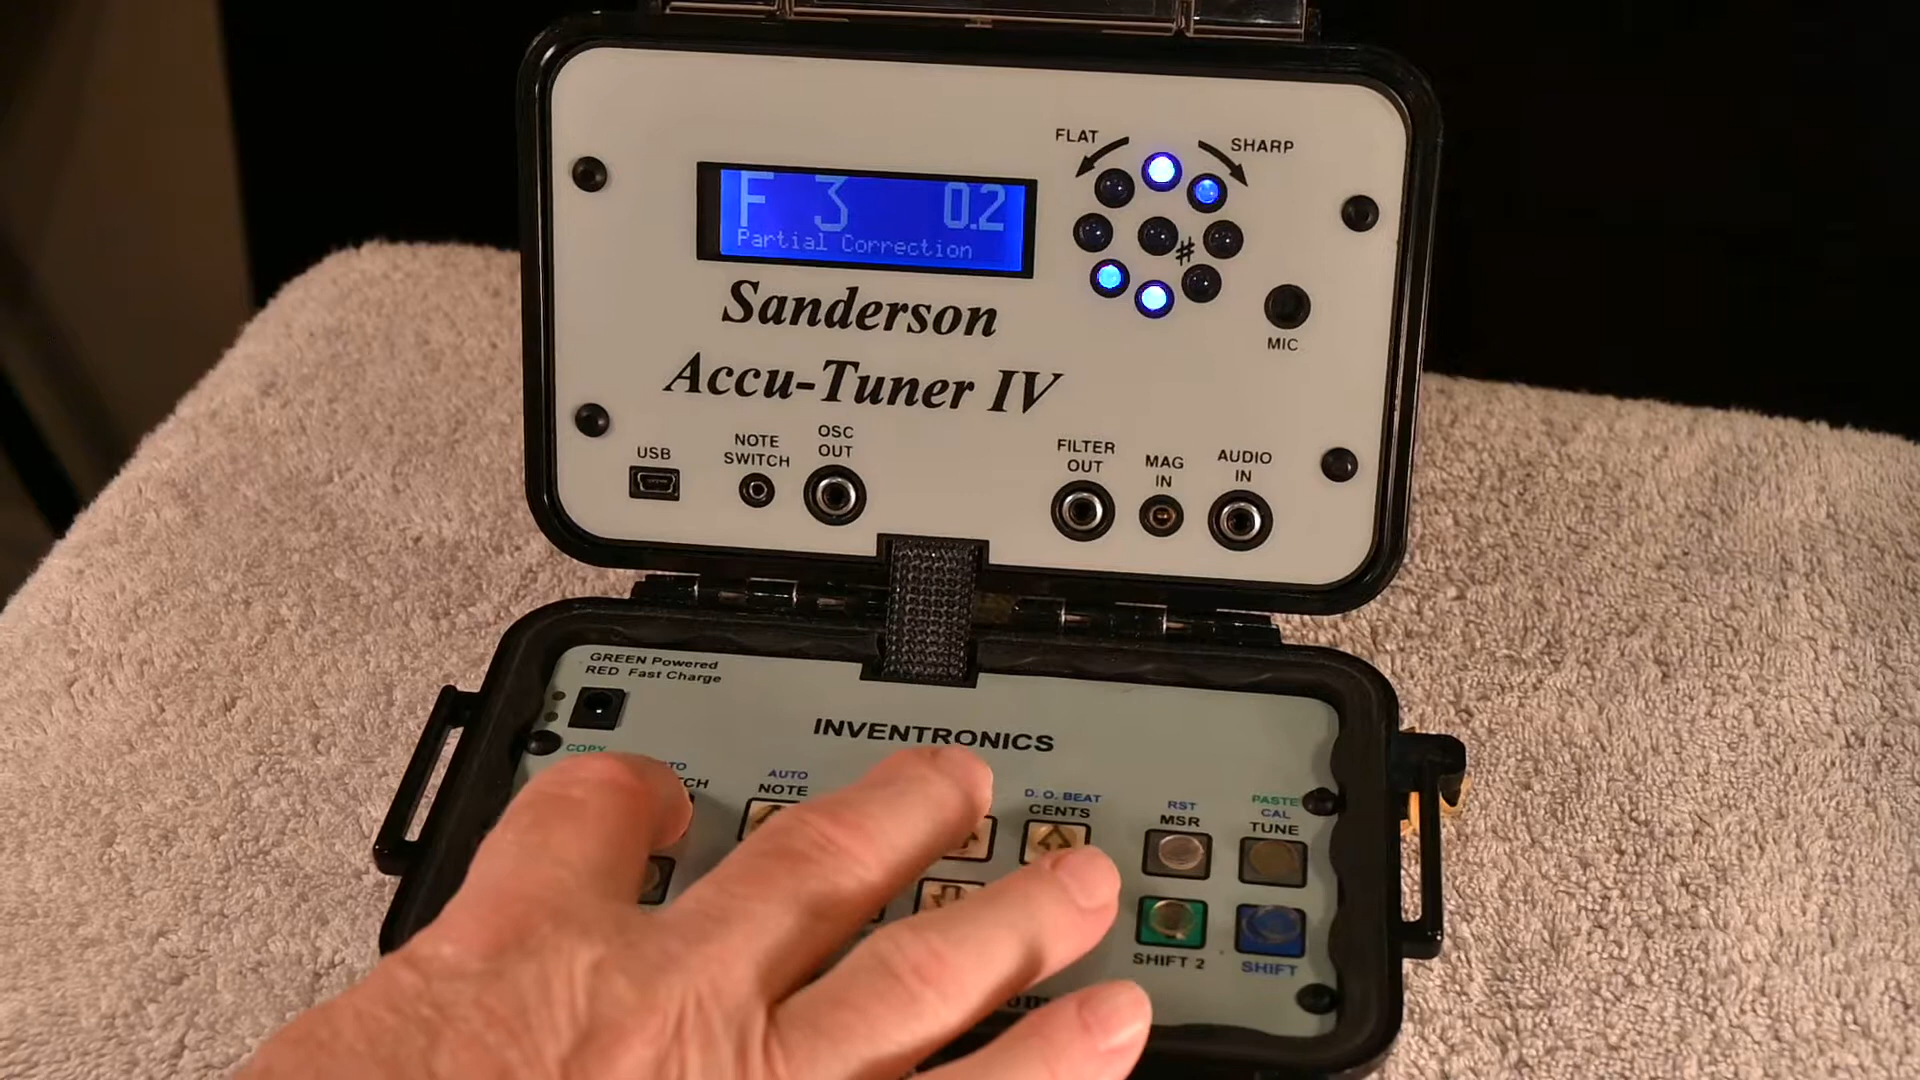 FLAT
SHARP
F 3 0.2
Partial Correction
#
Sanderson
Accu-Tuner IV
MIC
USB
NOTE
SWITCH
OSC
OUT
FILTER
OUT
MAG
IN
AUDIO
IN
GREEN Powered
RED Fast Charge
INVENTRONICS
COPY
AUTO
NOTE
D. O. BEAT
CENTS
RST
MSR
PASTE
CAL
TUNE
SHIFT 2
SHIFT